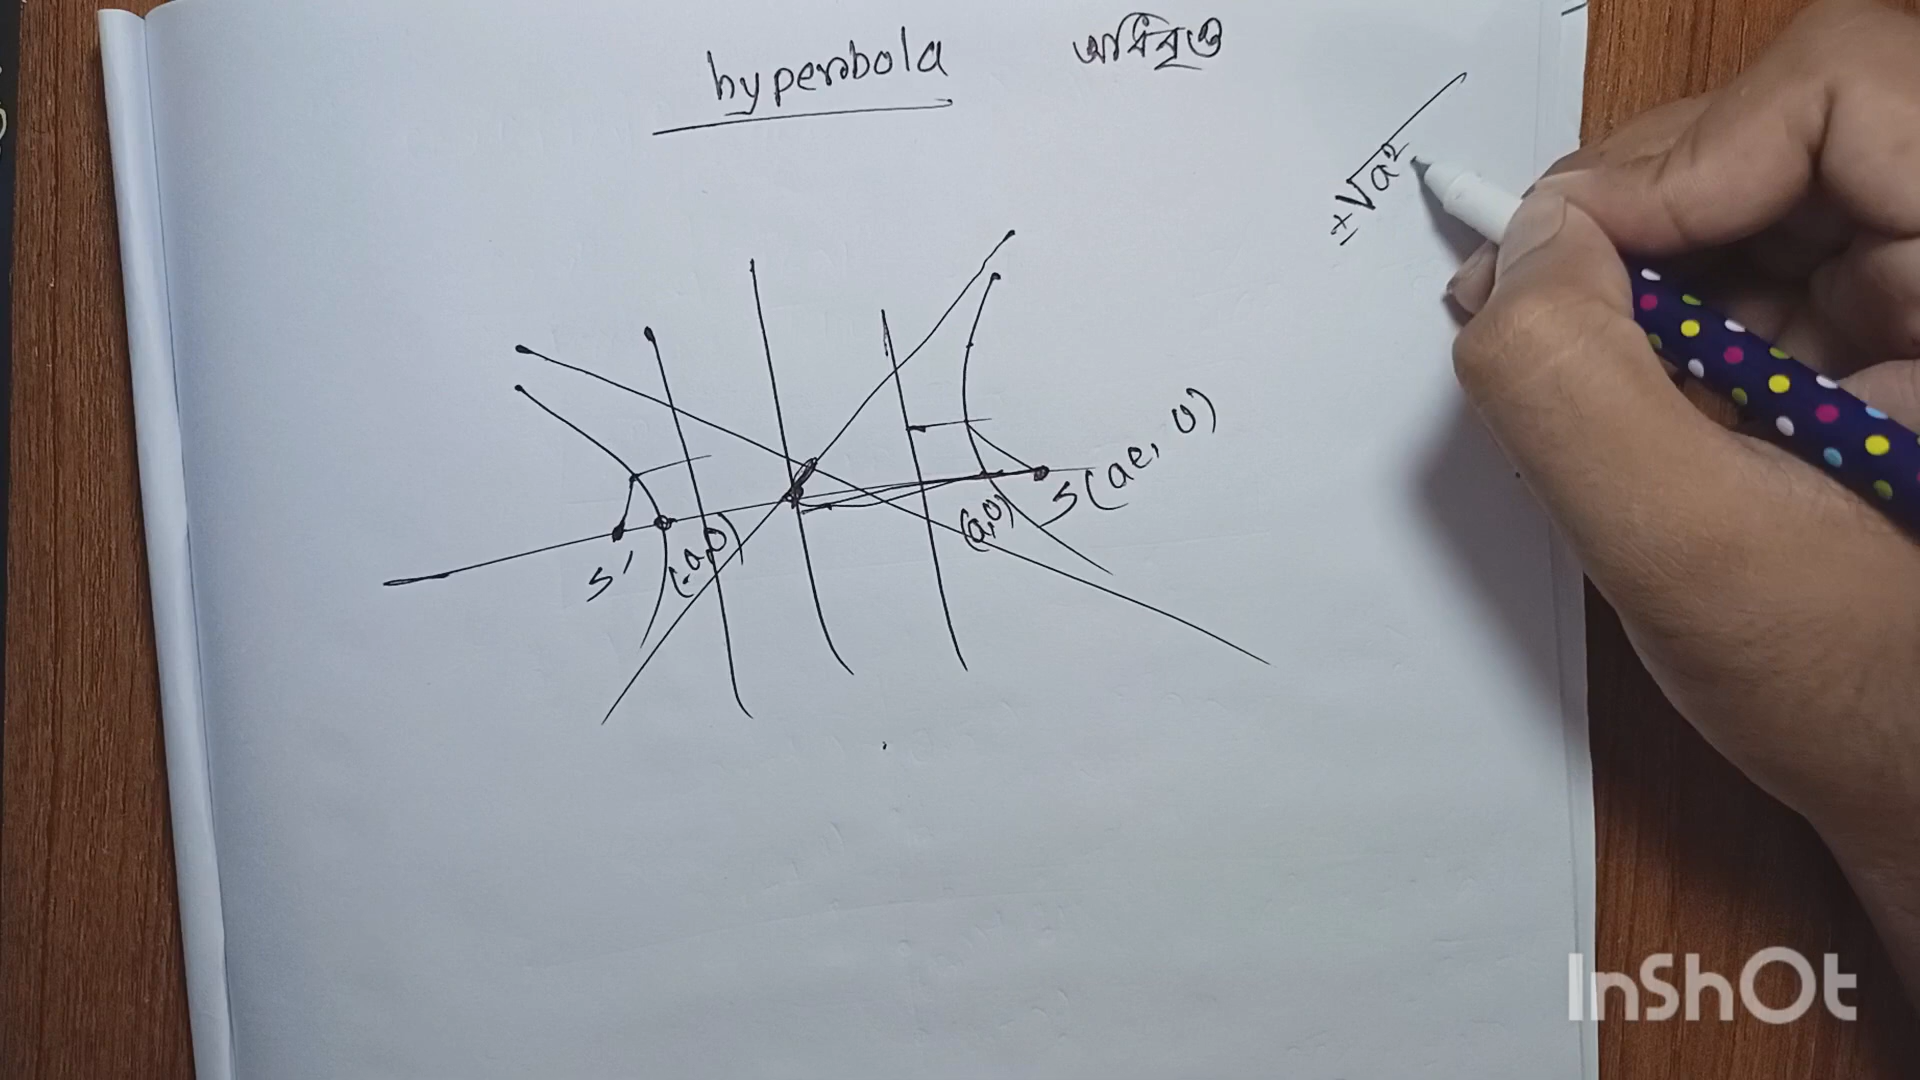 hyperbola অধিবৃত্ত
±√a²
S(ae, 0)
(a,0)
S' (-a,0)
InShOt